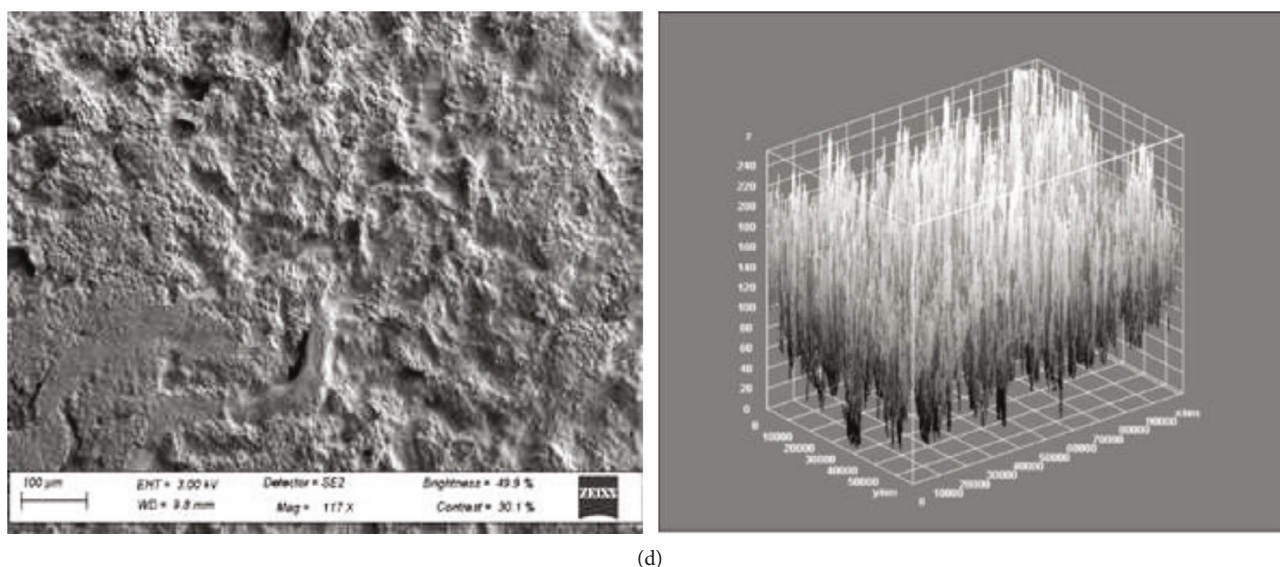 100 µm
EHT = 3.00 kV
WD = 9.8 mm
Detector = SE2
Mag = 117 X
Brightness = 49.9 %
Contrast = 30.1 %
ZEISS
z
240
220
200
180
160
140
120
100
80
60
40
20
0
0
10000
20000
30000
40000
50000
y/nm
0
10000
20000
30000
40000
50000
60000
70000
80000
90000
x/nm
(d)